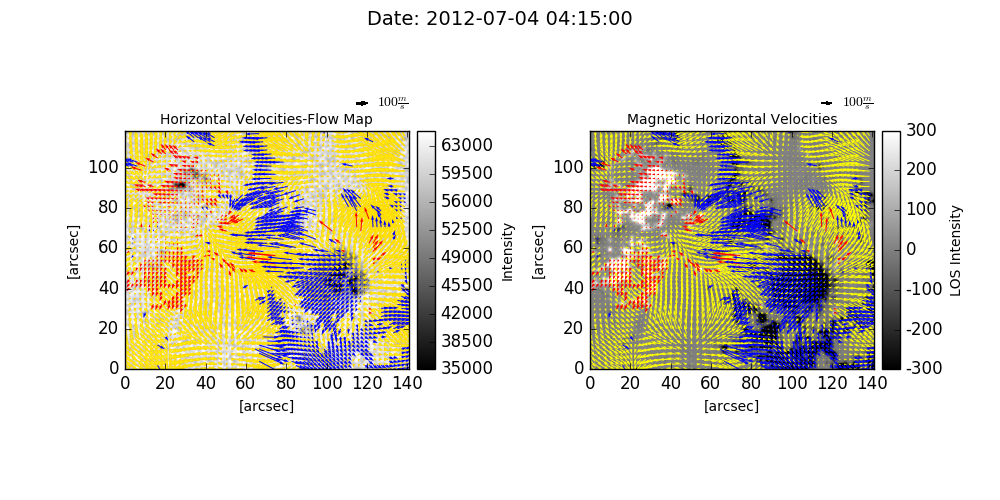 Date: 2012-07-04 04:15:00
100 m/s
Horizontal Velocities-Flow Map
[arcsec]
100
80
60
40
20
0
0 20 40 60 80 100 120 140
[arcsec]
63000
59500
56000
52500
49000
45500
42000
38500
35000
Intensity
100 m/s
Magnetic Horizontal Velocities
[arcsec]
100
80
60
40
20
0
0 20 40 60 80 100 120 140
[arcsec]
300
200
100
0
-100
-200
-300
LOS Intensity